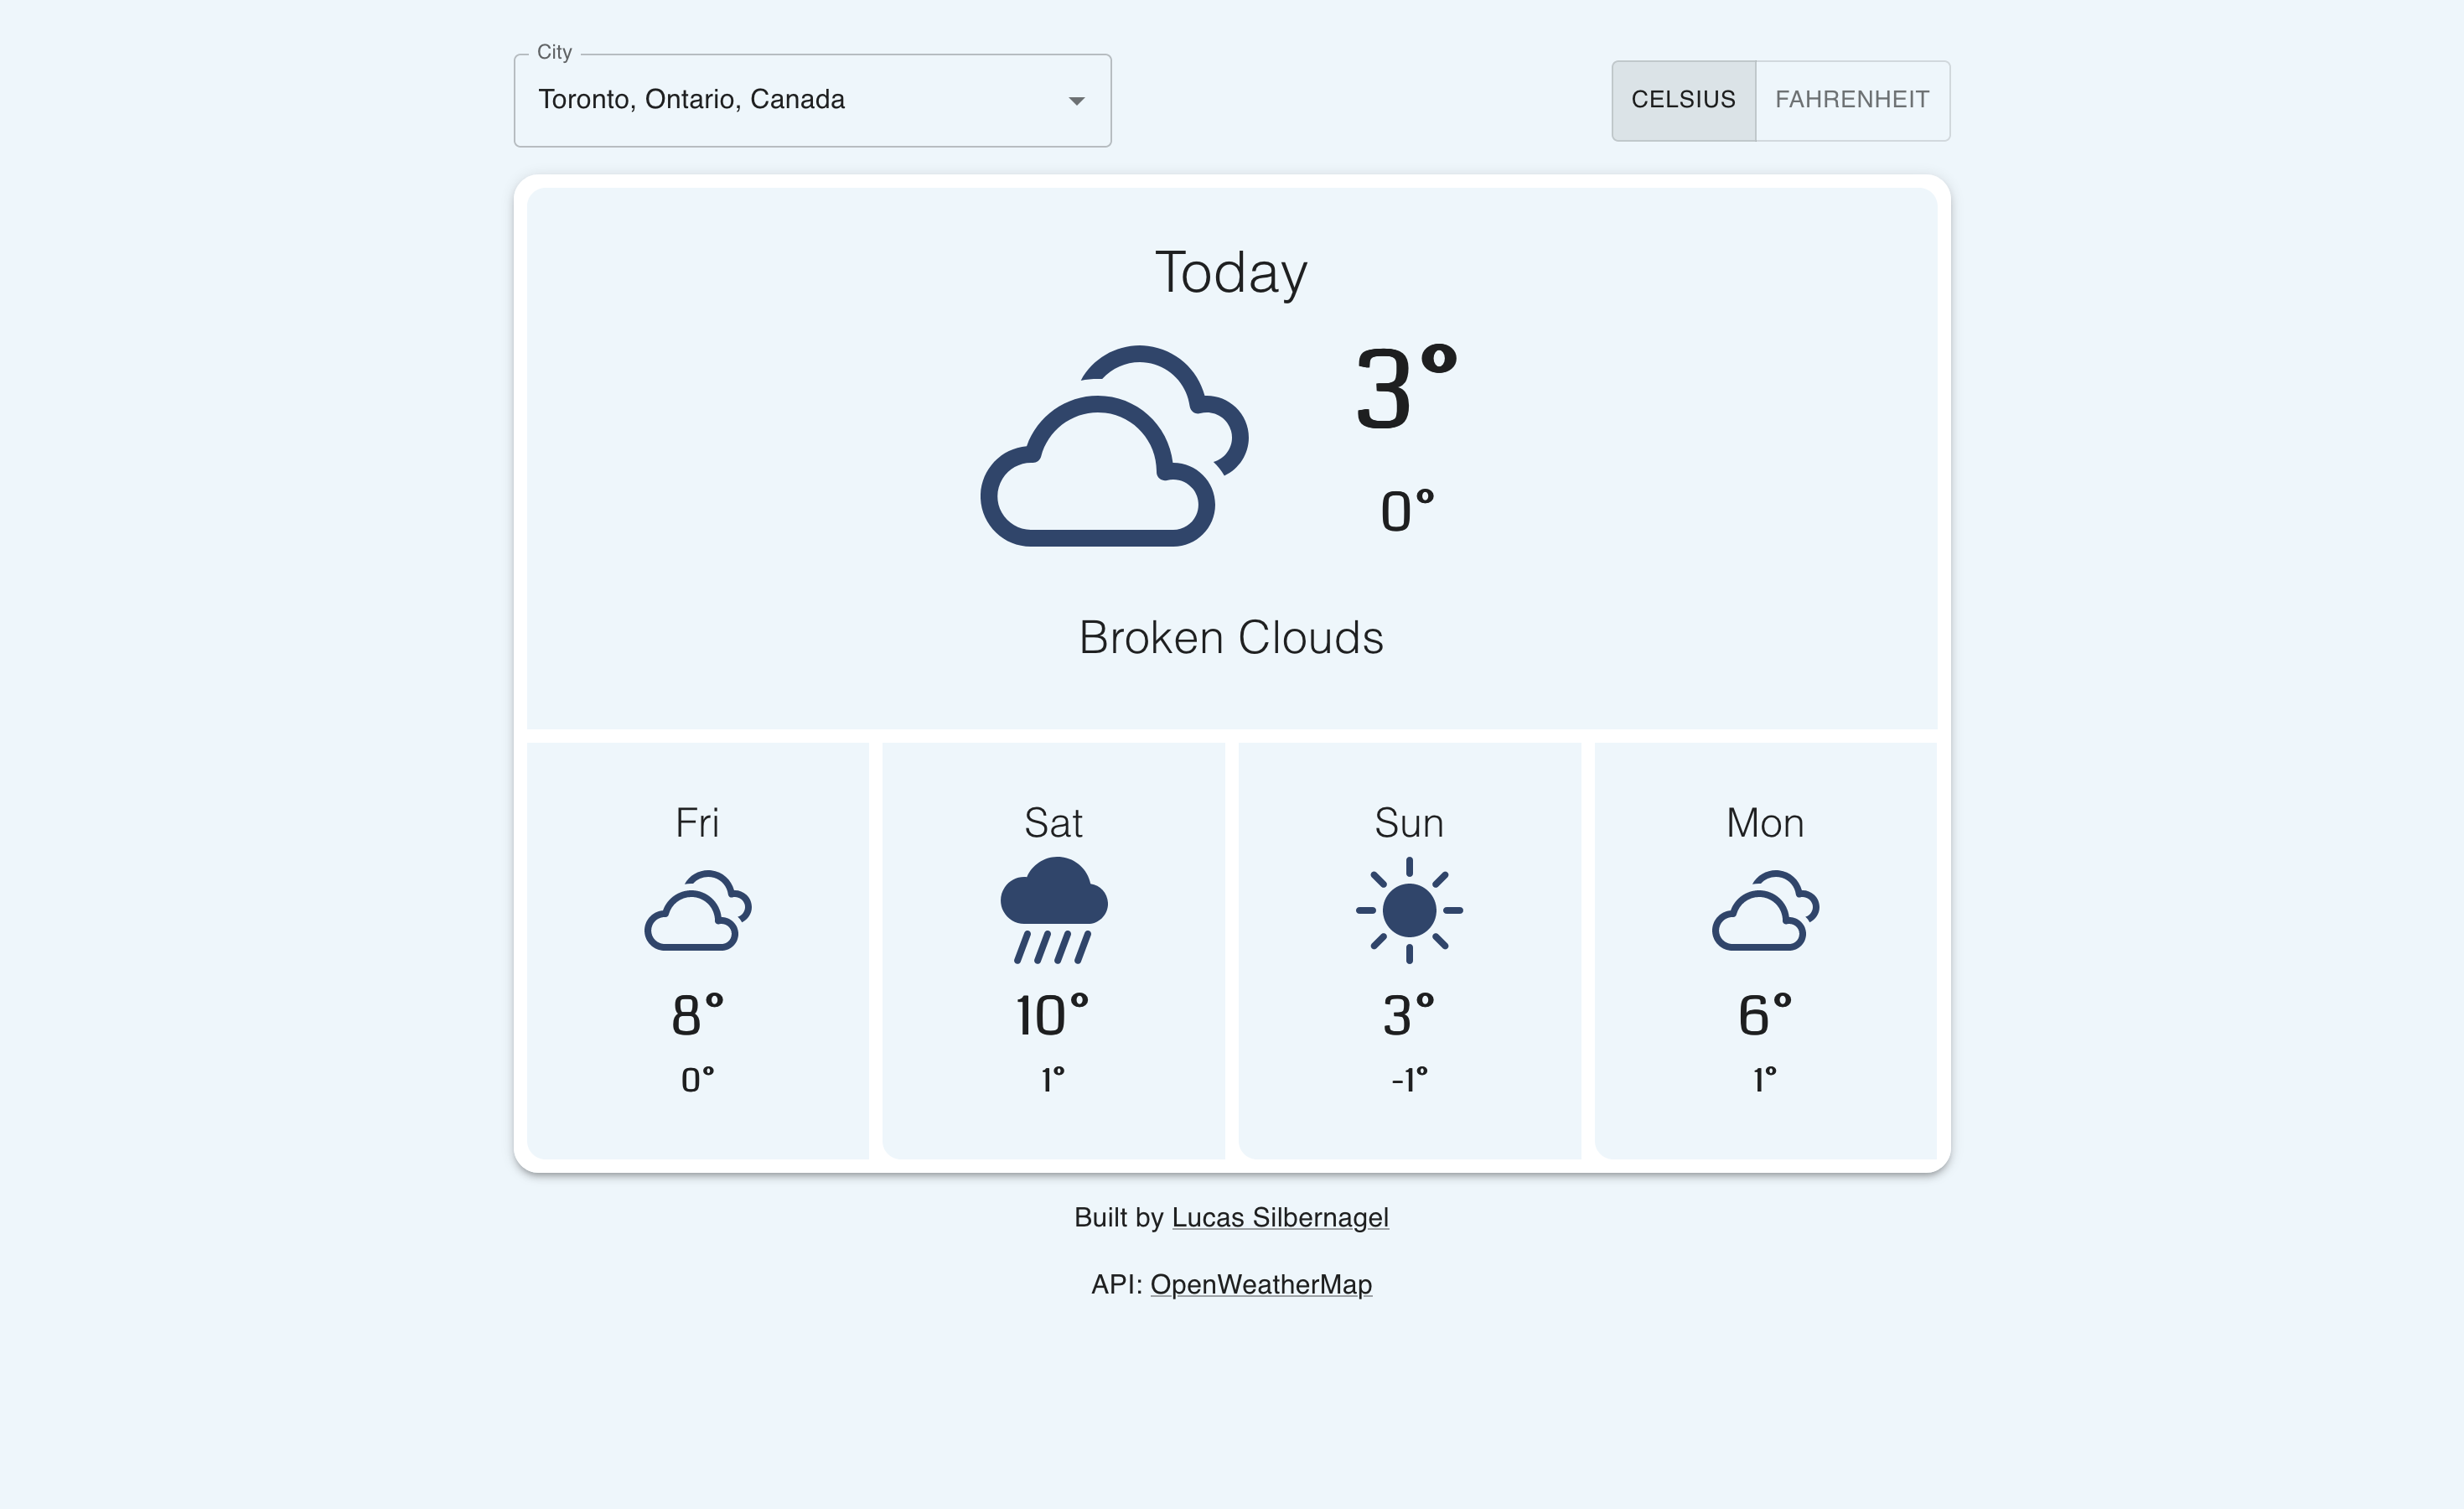 City
Toronto, Ontario, Canada
CELSIUS
FAHRENHEIT
Today
3°
0°
Broken Clouds
Fri
8°
0°
Sat
10°
1°
Sun
3°
-1°
Mon
6°
1°
Built by Lucas Silbernagel
API: OpenWeatherMap